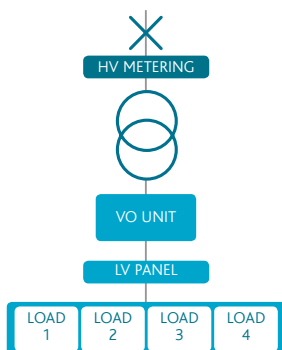 HV METERING
VO UNIT
LV PANEL
LOAD LOAD LOAD LOAD
1 2 3 4